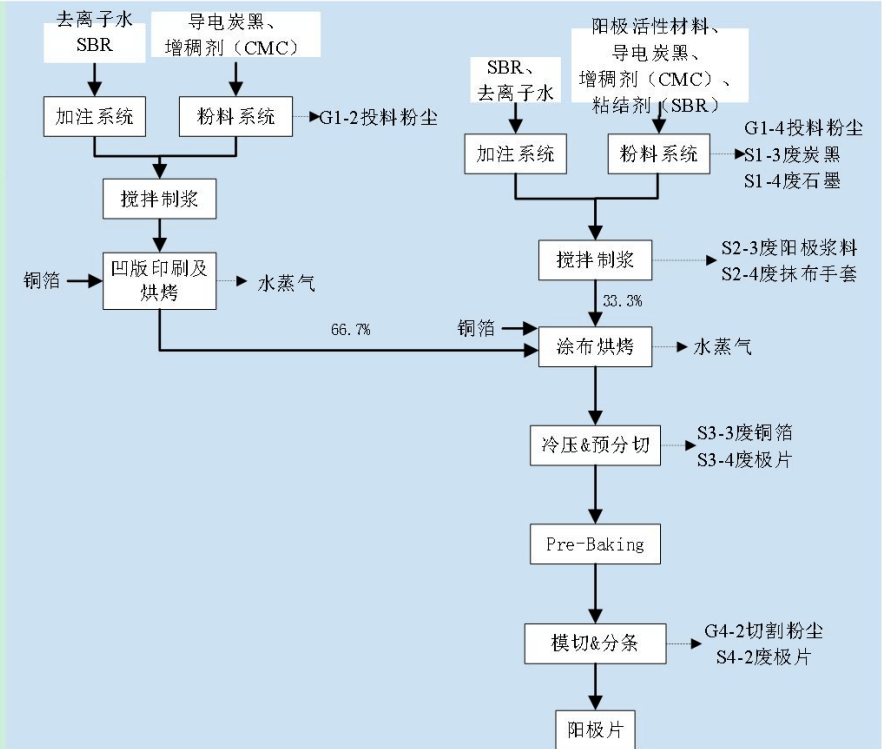 去离子水
SBR
导电炭黑、
增稠剂（CMC）
加注系统
粉料系统
G1-2投料粉尘
搅拌制浆
铜箔
凹版印刷及
烘烤
水蒸气
66.7%
SBR、
去离子水
阳极活性材料、
导电炭黑、
增稠剂（CMC）、
粘结剂（SBR）
加注系统
粉料系统
G1-4投料粉尘
S1-3废炭黑
S1-4废石墨
搅拌制浆
S2-3废阳极浆料
S2-4废抹布手套
33.3%
铜箔
涂布烘烤
水蒸气
冷压&预分切
S3-3废铜箔
S3-4废极片
Pre-Baking
模切&分条
G4-2切割粉尘
S4-2废极片
阳极片